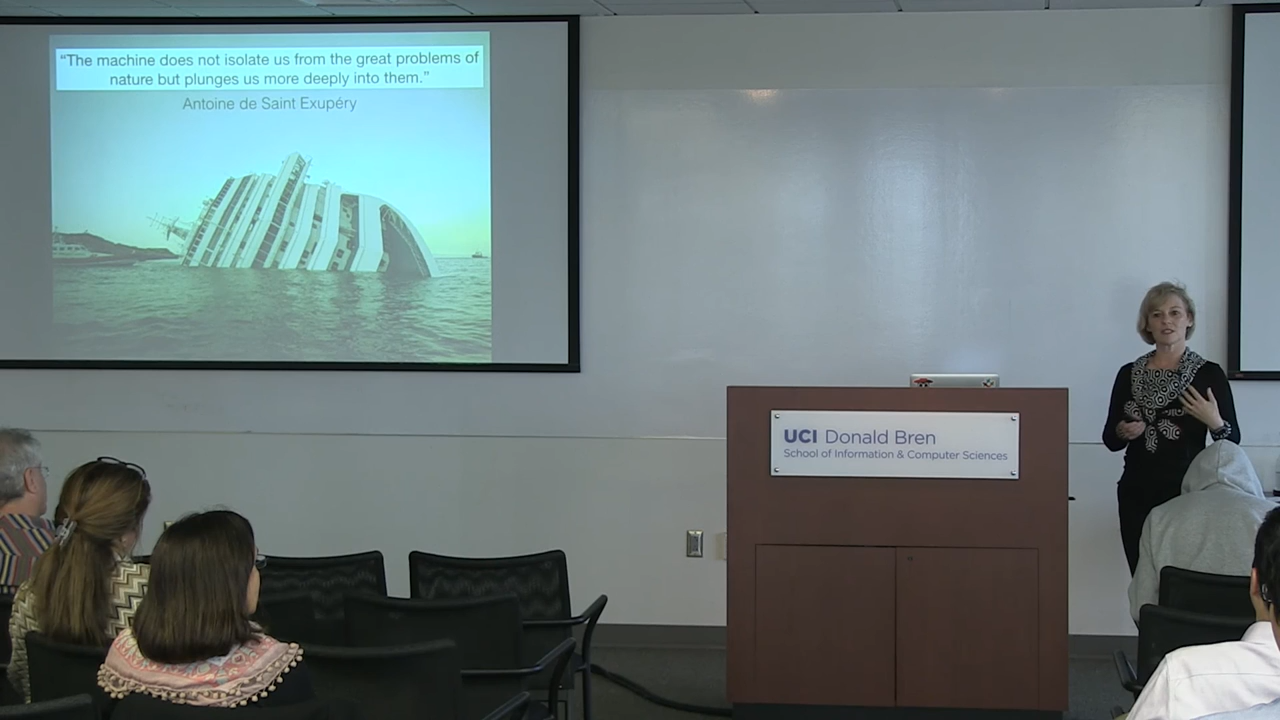 “The machine does not isolate us from the great problems of
nature but plunges us more deeply into them.”
Antoine de Saint Exupéry
UCI Donald Bren
School of Information & Computer Sciences